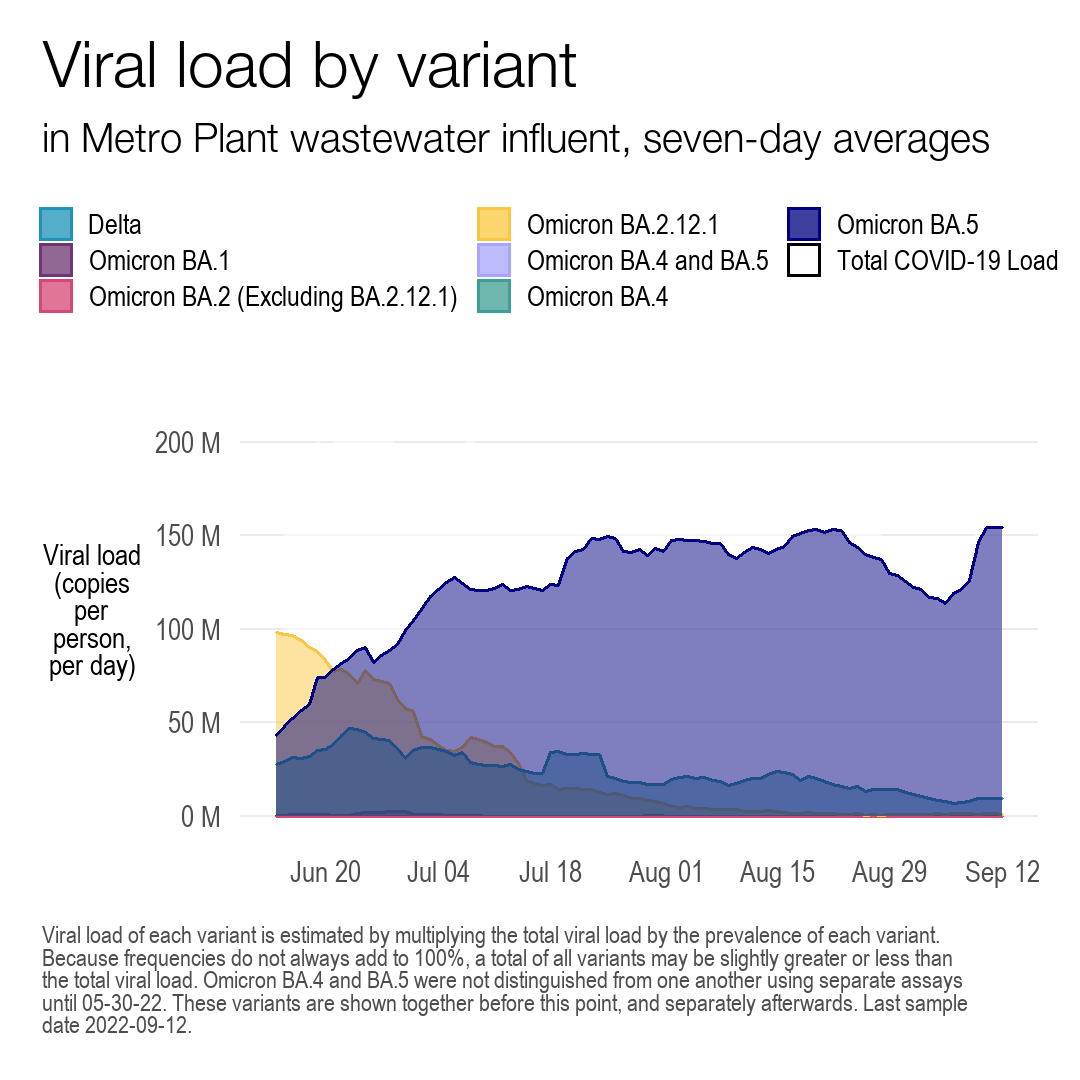 Viral load by variant
in Metro Plant wastewater influent, seven-day averages
Delta
Omicron BA.1
Omicron BA.2 (Excluding BA.2.12.1)
Omicron BA.2.12.1
Omicron BA.4 and BA.5
Omicron BA.4
Omicron BA.5
Total COVID-19 Load
200 M
150 M
100 M
50 M
0 M
Viral load
(copies
per
person,
per day)
Jun 20
Jul 04
Jul 18
Aug 01
Aug 15
Aug 29
Sep 12
Viral load of each variant is estimated by multiplying the total viral load by the prevalence of each variant.
Because frequencies do not always add to 100%, a total of all variants may be slightly greater or less than
the total viral load. Omicron BA.4 and BA.5 were not distinguished from one another using separate assays
until 05-30-22. These variants are shown together before this point, and separately afterwards. Last sample
date 2022-09-12.